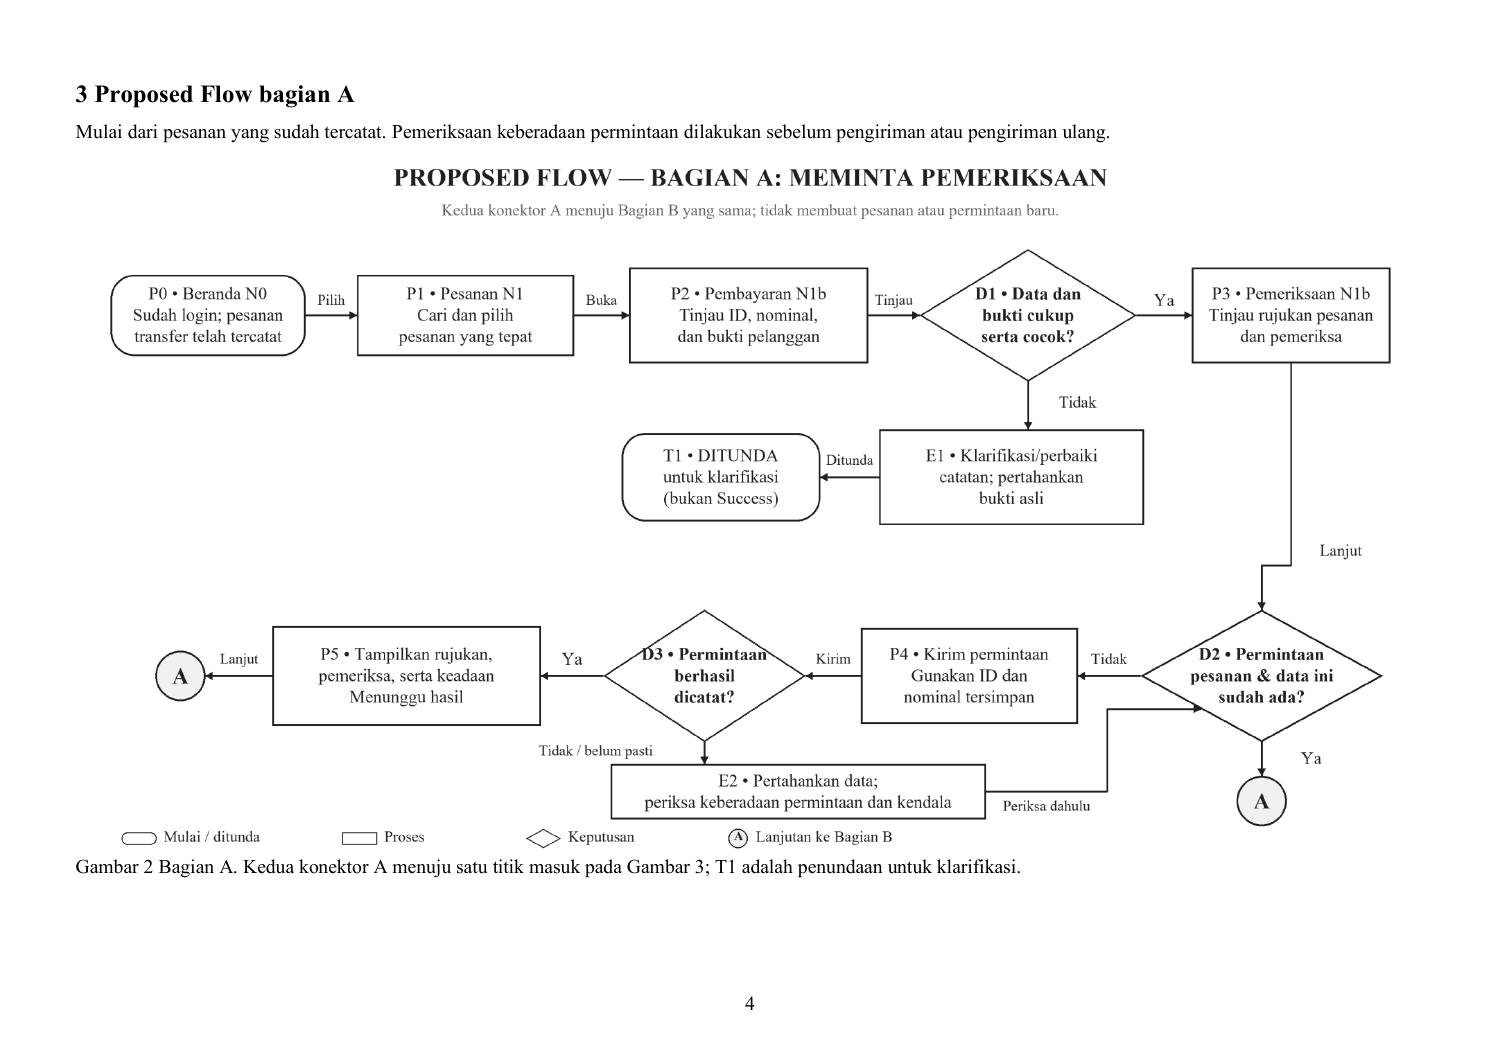 3 Proposed Flow bagian A
Mulai dari pesanan yang sudah tercatat. Pemeriksaan keberadaan permintaan dilakukan sebelum pengiriman atau pengiriman ulang.
PROPOSED FLOW — BAGIAN A: MEMINTA PEMERIKSAAN
Kedua konektor A menuju Bagian B yang sama; tidak membuat pesanan atau permintaan baru.
P0 • Beranda N0
Sudah login; pesanan
transfer telah tercatat
Pilih
P1 • Pesanan N1
Cari dan pilih
pesanan yang tepat
Buka
P2 • Pembayaran N1b
Tinjau ID, nominal,
dan bukti pelanggan
Tinjau
D1 • Data dan
bukti cukup
serta cocok?
Ya
P3 • Pemeriksaan N1b
Tinjau rujukan pesanan
dan pemeriksa
Tidak
T1 • DITUNDA
untuk klarifikasi
(bukan Success)
Ditunda
E1 • Klarifikasi/perbaiki
catatan; pertahankan
bukti asli
Lanjut
A
Lanjut
P5 • Tampilkan rujukan,
pemeriksa, serta keadaan
Menunggu hasil
Ya
D3 • Permintaan
berhasil
dicatat?
Kirim
P4 • Kirim permintaan
Gunakan ID dan
nominal tersimpan
Tidak
D2 • Permintaan
pesanan & data ini
sudah ada?
Tidak / belum pasti
Ya
E2 • Pertahankan data;
periksa keberadaan permintaan dan kendala
Periksa dahulu
A
Mulai / ditunda
Proses
Keputusan
A
Lanjutan ke Bagian B
Gambar 2 Bagian A. Kedua konektor A menuju satu titik masuk pada Gambar 3; T1 adalah penundaan untuk klarifikasi.
4